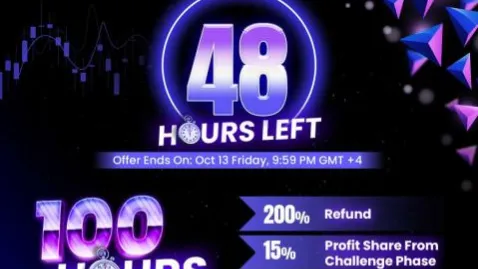 48
HOURS LEFT
Offer Ends On: Oct 13 Friday, 9:59 PM GMT +4
100
HOURS
200% Refund
15% Profit Share From
Challenge Phase